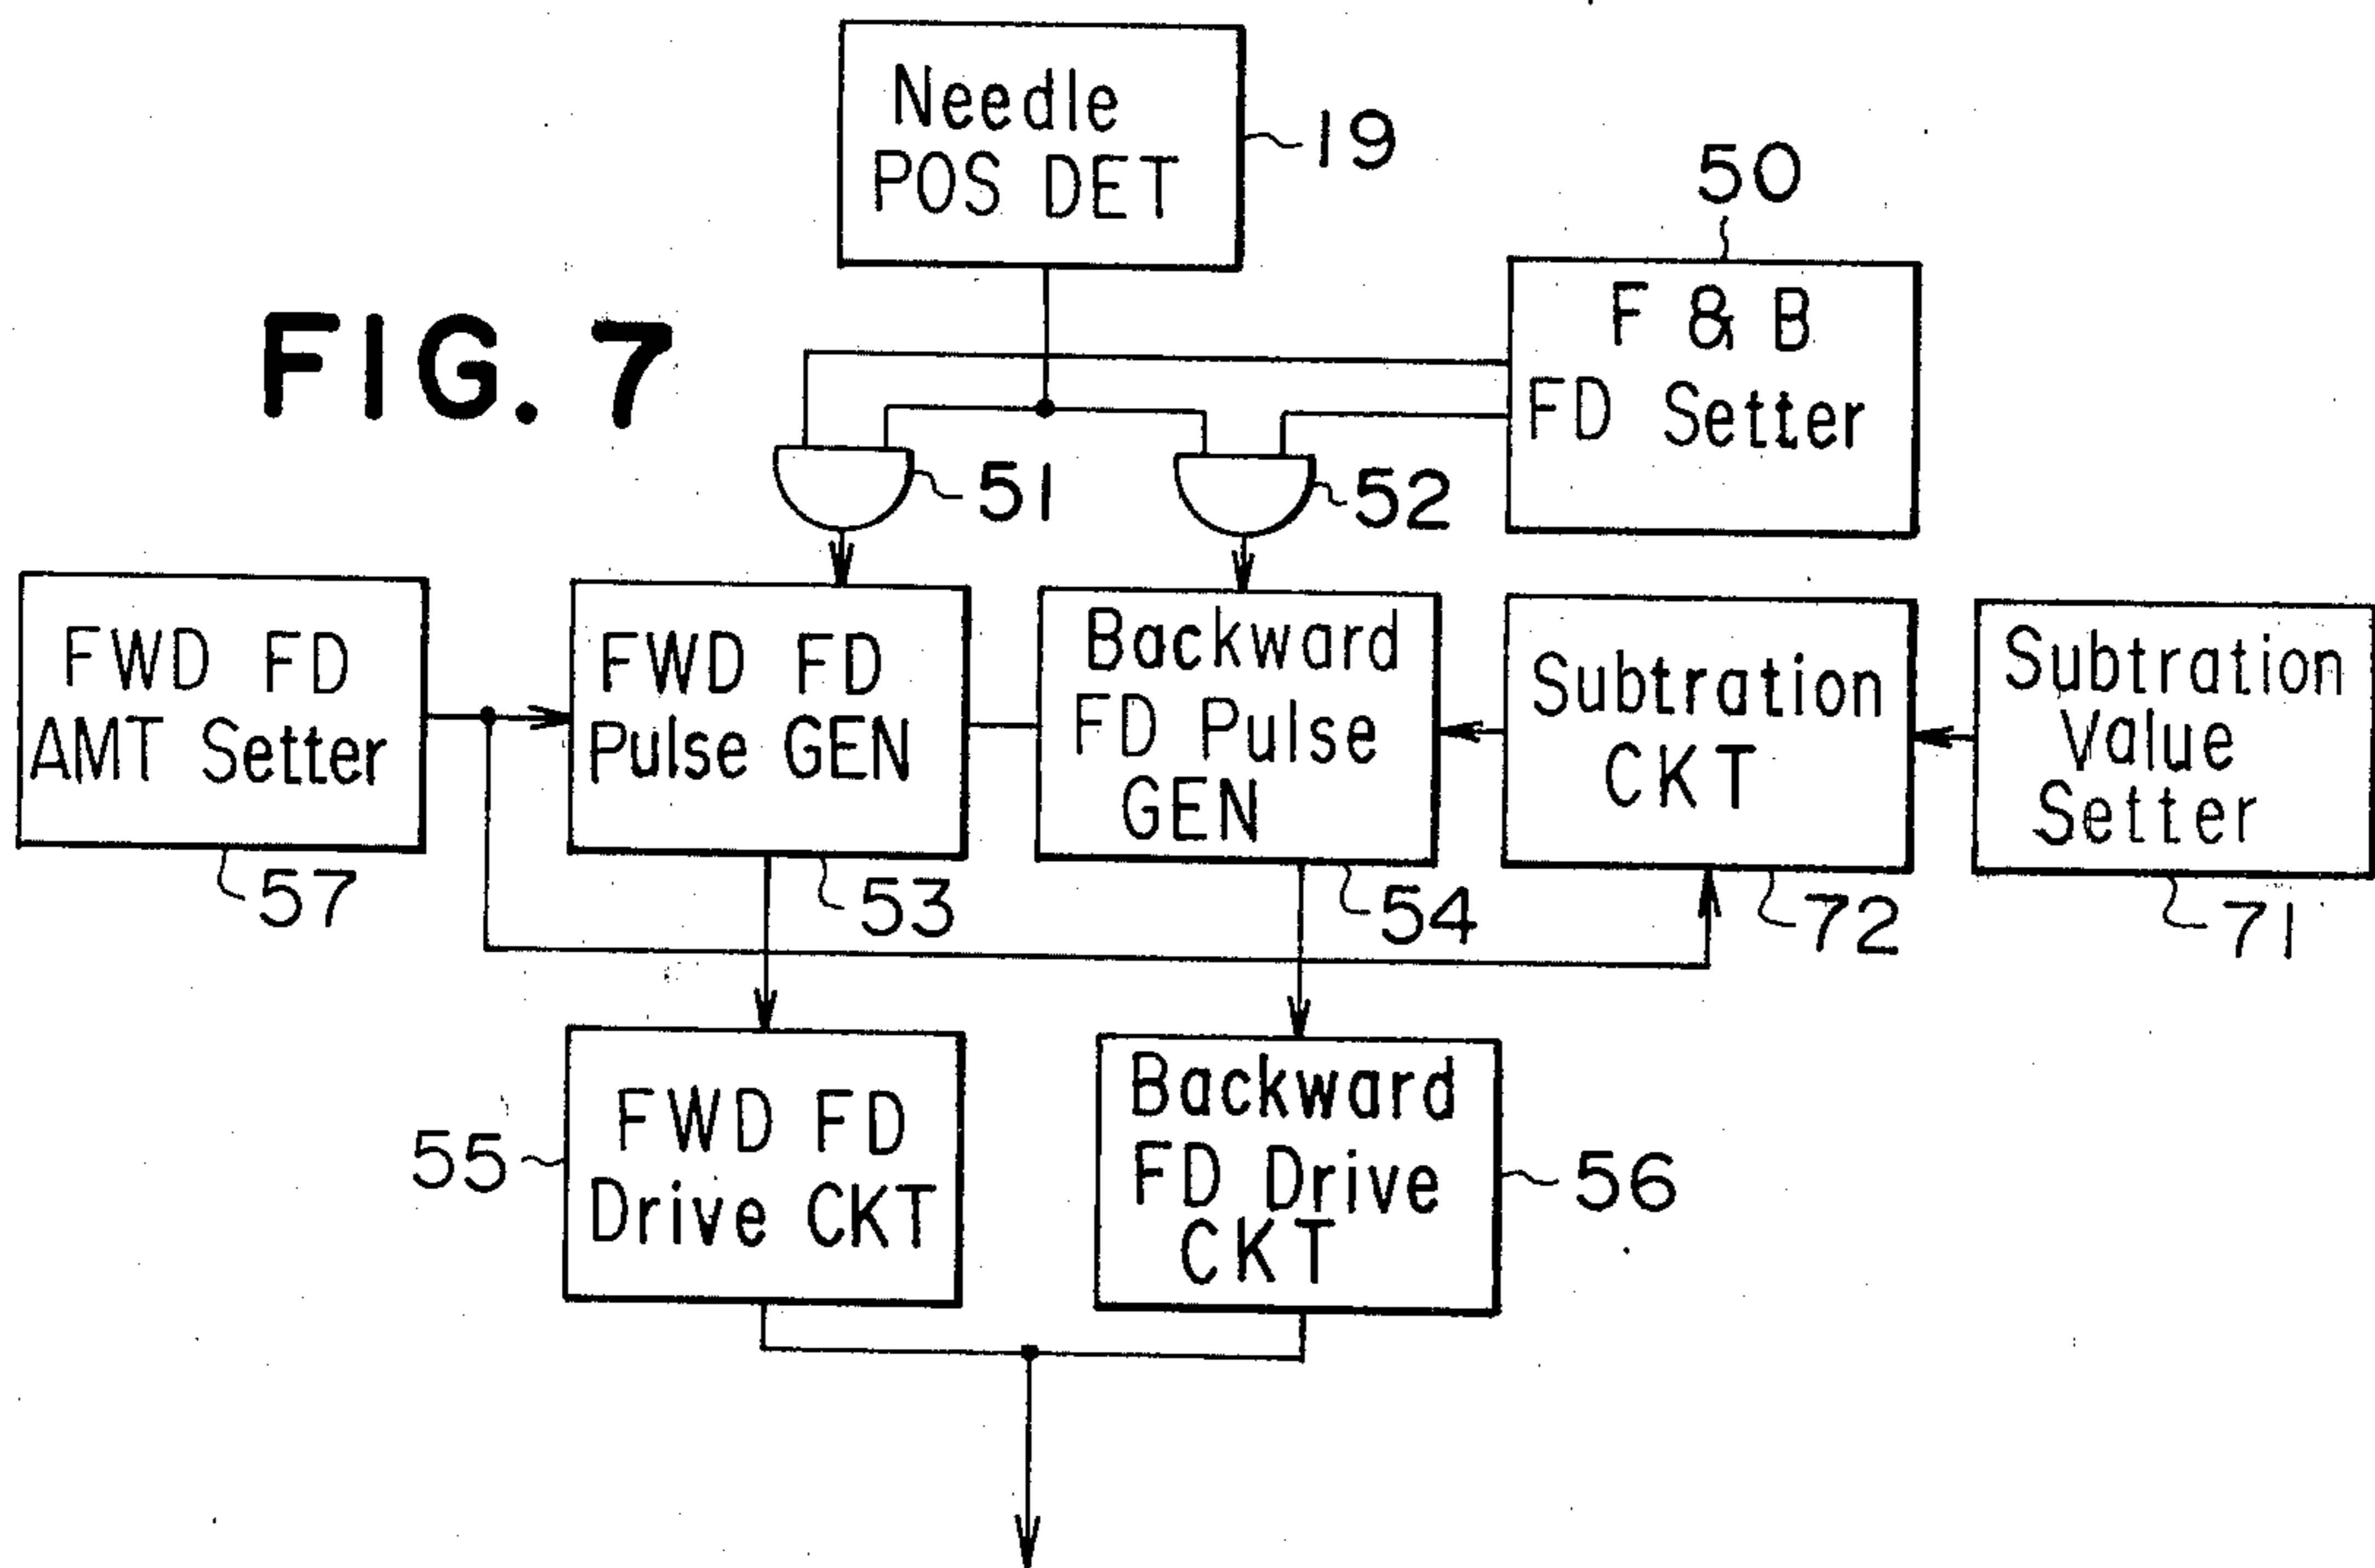 Needle
POS DET
19
50
F & B
FD Setter
FIG. 7
51
52
FWD FD
AMT Setter
57
FWD FD
Pulse GEN
53
Backward
FD Pulse
GEN
54
Subtration
CKT
72
Subtration
Value
Setter
71
55
FWD FD
Drive CKT
Backward
FD Drive
CKT
56